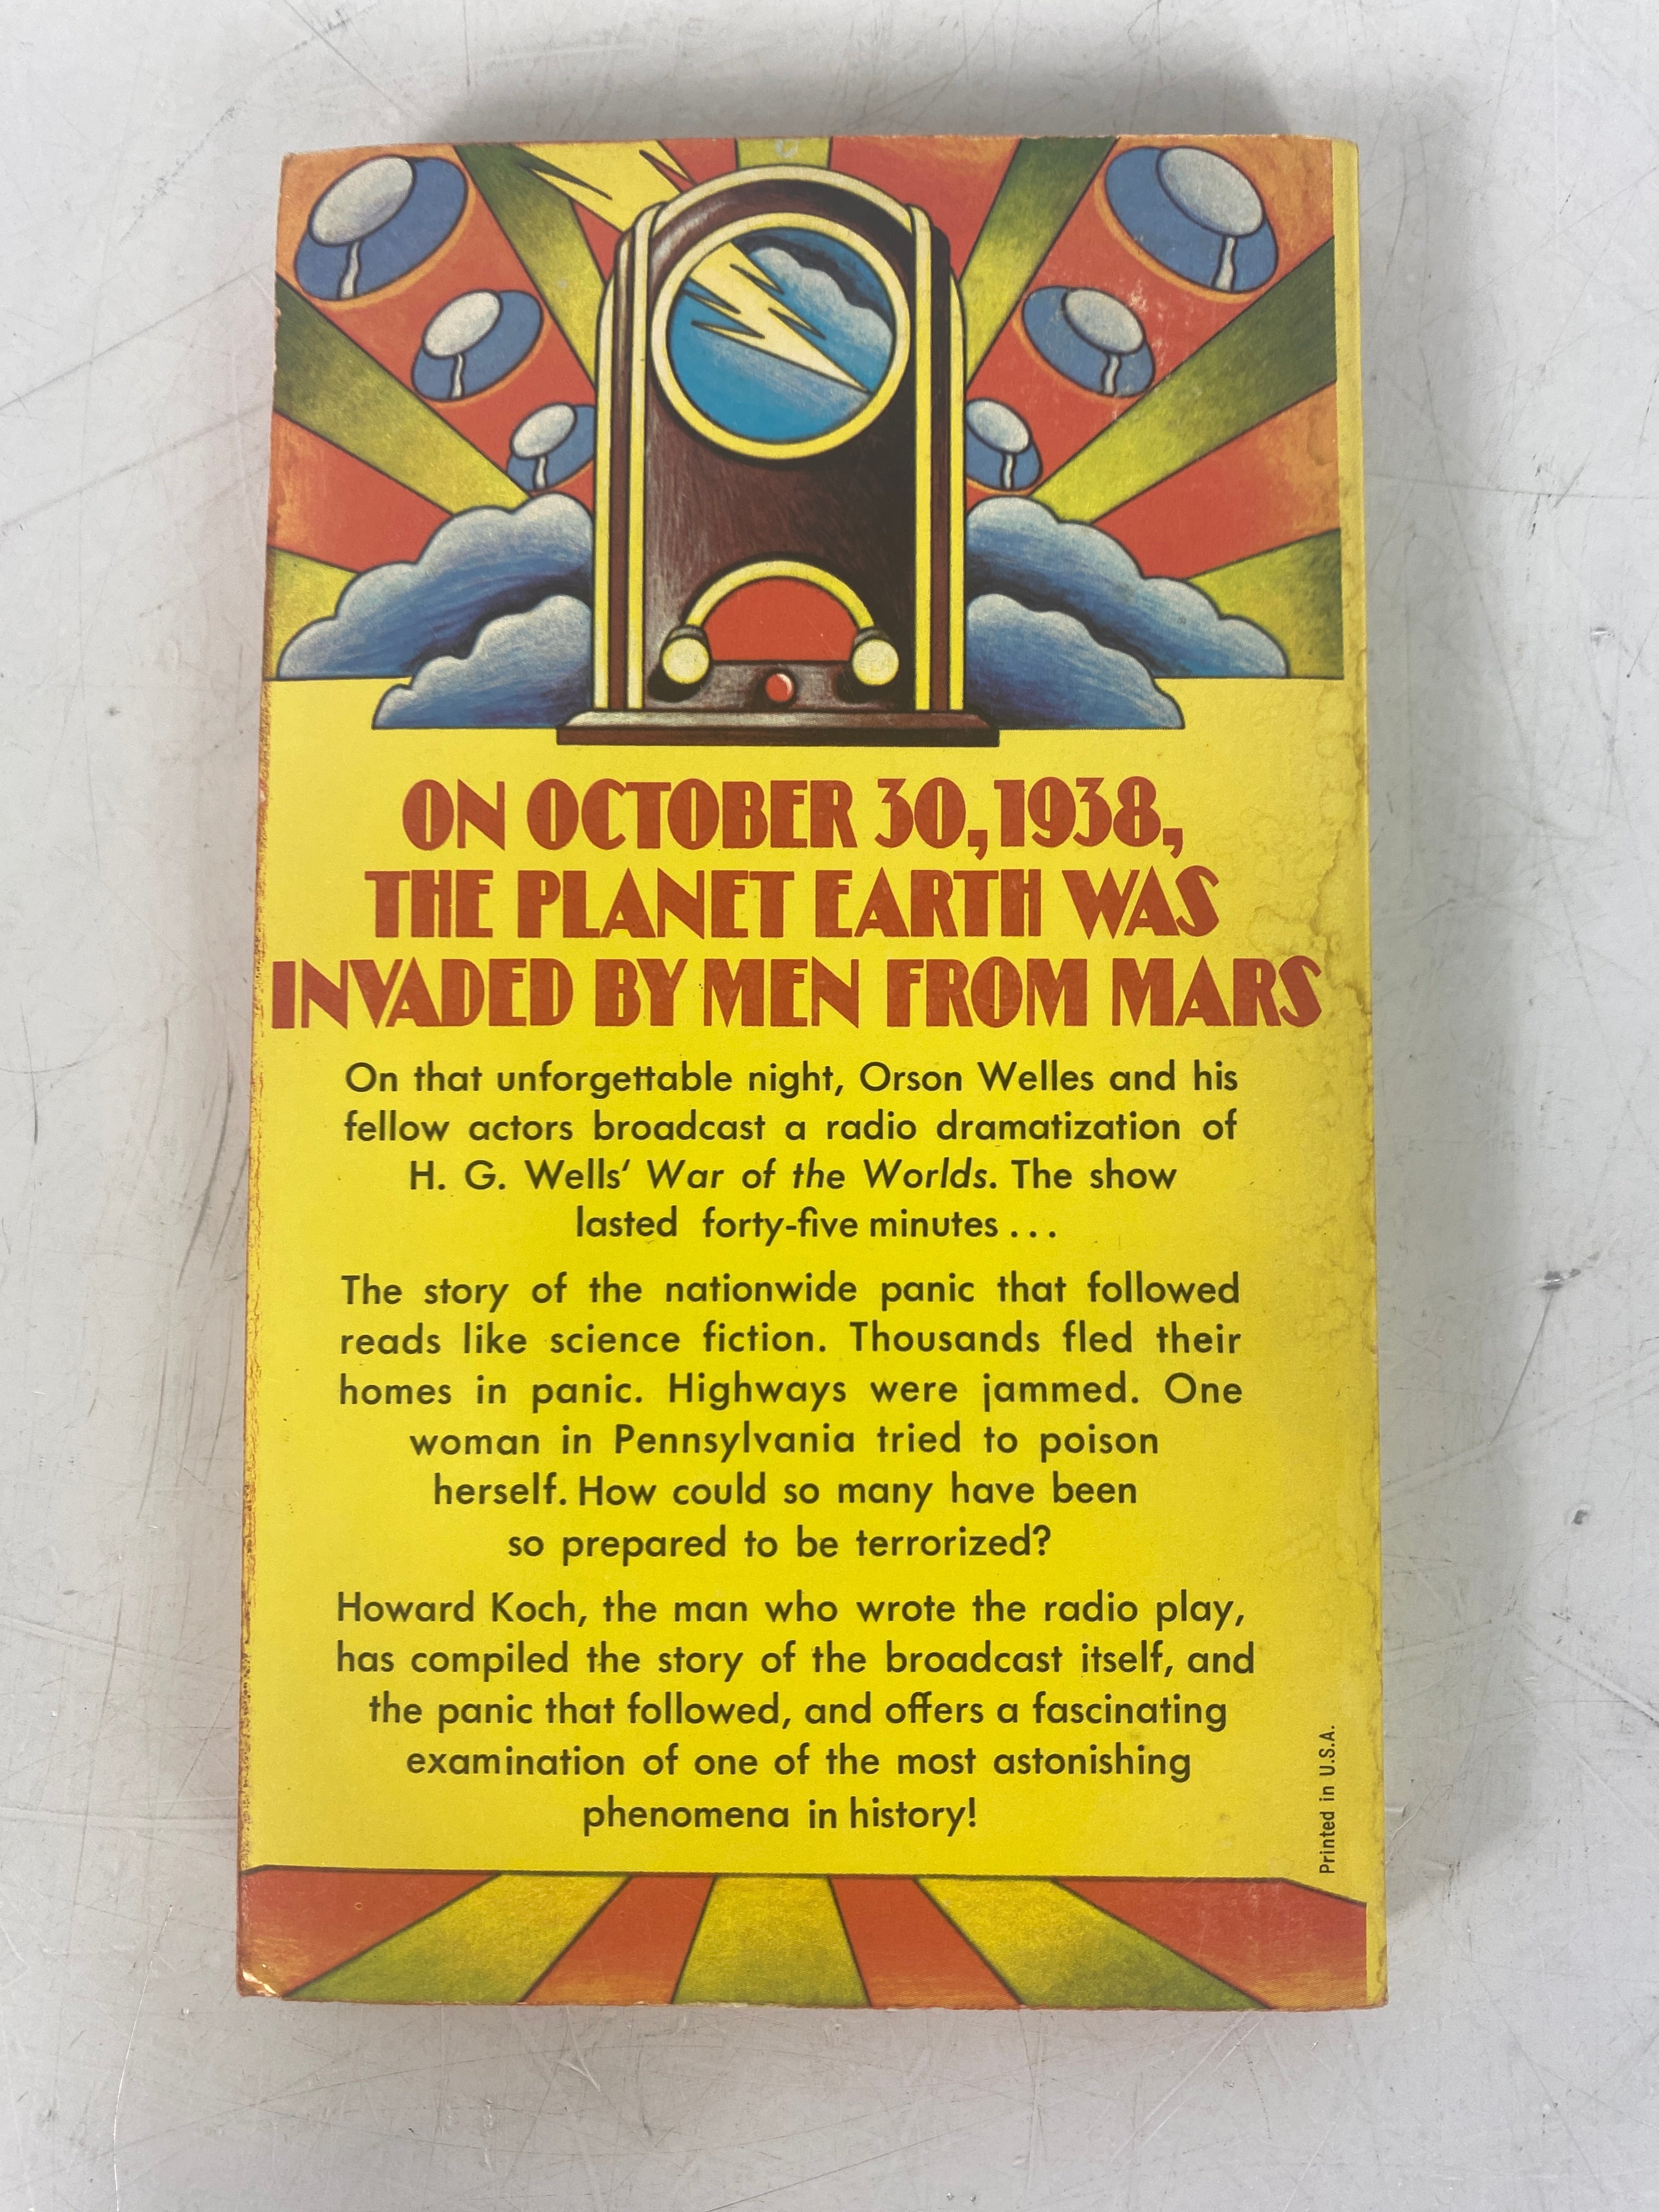 ON OCTOBER 30, 1938,
THE PLANET EARTH WAS
INVADED BY MEN FROM MARS
On that unforgettable night, Orson Welles and his
fellow actors broadcast a radio dramatization of
H. G. Wells' War of the Worlds. The show
lasted forty-five minutes . . .
The story of the nationwide panic that followed
reads like science fiction. Thousands fled their
homes in panic. Highways were jammed. One
woman in Pennsylvania tried to poison
herself. How could so many have been
so prepared to be terrorized?
Howard Koch, the man who wrote the radio play,
has compiled the story of the broadcast itself, and
the panic that followed, and offers a fascinating
examination of one of the most astonishing
phenomena in history!
Printed in U.S.A.